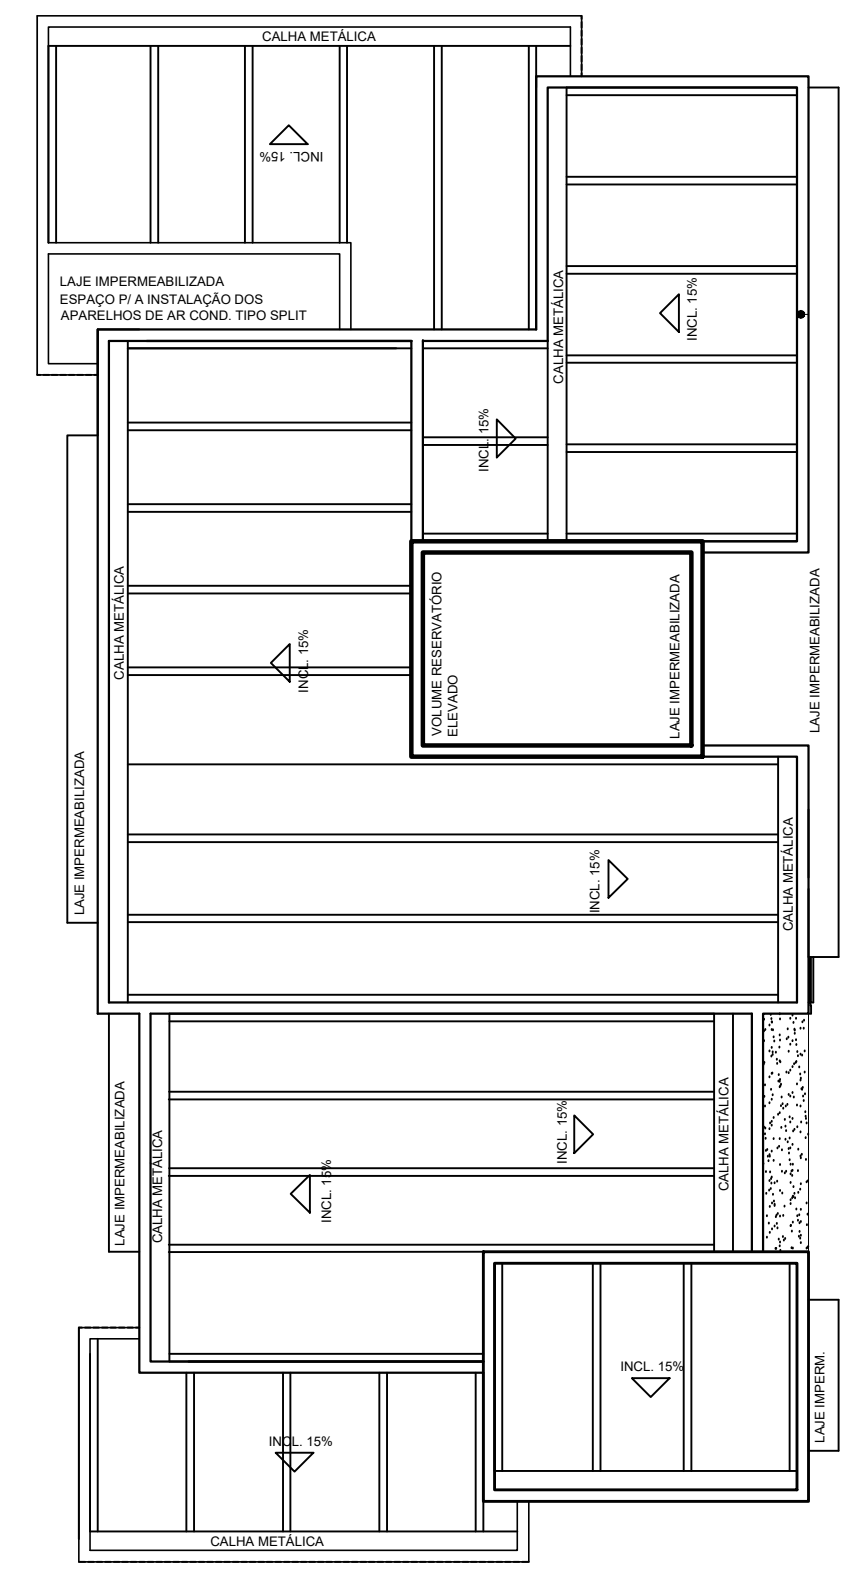 CALHA METÁLICA
INCL. 15%
LAJE IMPERMEABILIZADA
ESPAÇO P/ A INSTALAÇÃO DOS
APARELHOS DE AR COND. TIPO SPLIT
CALHA METÁLICA
INCL. 15%
INCL. 15%
CALHA METÁLICA
INCL. 15%
VOLUME RESERVATÓRIO
ELEVADO
LAJE IMPERMEABILIZADA
LAJE IMPERMEABILIZADA
LAJE IMPERMEABILIZADA
INCL. 15%
CALHA METÁLICA
LAJE IMPERMEABILIZADA
CALHA METÁLICA
INCL. 15%
INCL. 15%
CALHA METÁLICA
INCL. 15%
LAJE IMPERM.
INCL. 15%
CALHA METÁLICA